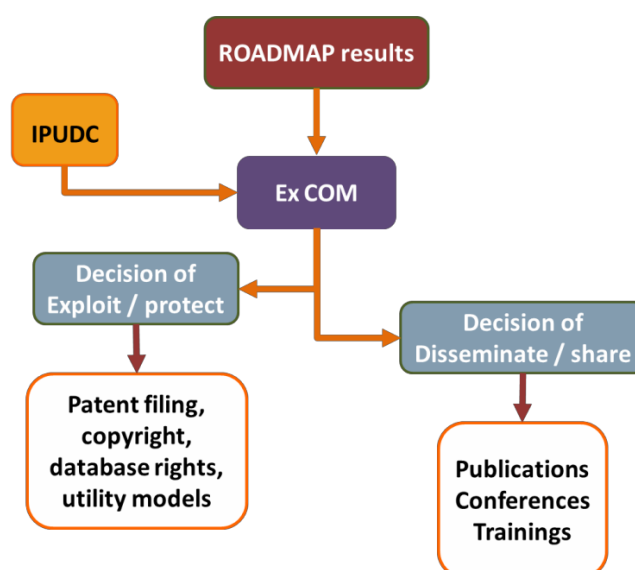 ROADMAP results
IPUDC
Ex COM
Decision of
Exploit / protect
Decision of
Disseminate / share
Patent filing,
copyright,
database rights,
utility models
Publications
Conferences
Trainings